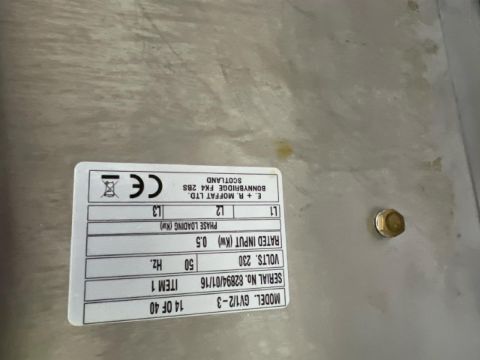 MODEL. GV1/2-3 14 OF 40
SERIAL No. 62894/01/16 ITEM 1
VOLTS. 230 50 Hz.
RATED INPUT (Kw) 0.5
PHASE LOADING (Kw)
L1 L2 L3
E. + R. MOFFAT LTD.
BONNYBRIDGE FK4 2BS
SCOTLAND
CE